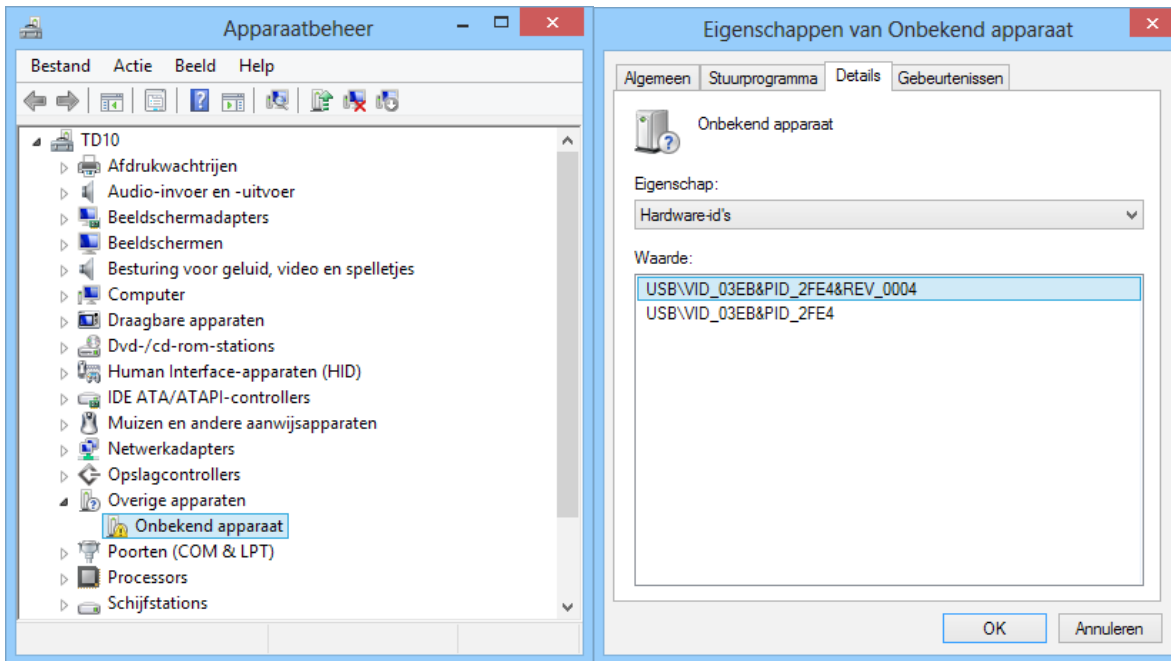 Apparaatbeheer
Bestand Actie Beeld Help
TD10
Afdrukwachtrijen
Audio-invoer en -uitvoer
Beeldschermadapters
Beeldschermen
Besturing voor geluid, video en spelletjes
Computer
Draagbare apparaten
Dvd-/cd-rom-stations
Human Interface-apparaten (HID)
IDE ATA/ATAPI-controllers
Muizen en andere aanwijsapparaten
Netwerkadapters
Opslagcontrollers
Overige apparaten
Onbekend apparaat
Poorten (COM & LPT)
Processors
Schijfstations
Eigenschappen van Onbekend apparaat
Algemeen Stuurprogramma Details Gebeurtenissen
Onbekend apparaat
Eigenschap:
Hardware-id's
Waarde:
USB\VID_03EB&PID_2FE4&REV_0004
USB\VID_03EB&PID_2FE4
OK Annuleren